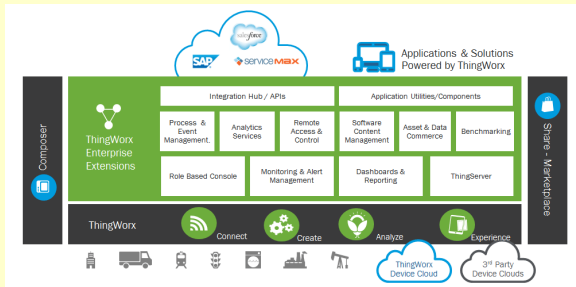 salesforce
SAP
servicemax
Applications & Solutions
Powered by ThingWorx
Composer
ThingWorx
Enterprise
Extensions
Integration Hub / APIs
Application Utilities/Components
Process &
Event
Management.
Analytics
Services
Remote
Access &
Control
Software
Content
Management
Asset & Data
Commerce
Benchmarking
Role Based Console
Monitoring & Alert
Management
Dashboards &
Reporting
ThingServer
Share - Marketplace
ThingWorx
Connect
Create
Analyze
Experience
ThingWorx
Device Cloud
3rd Party
Device Clouds